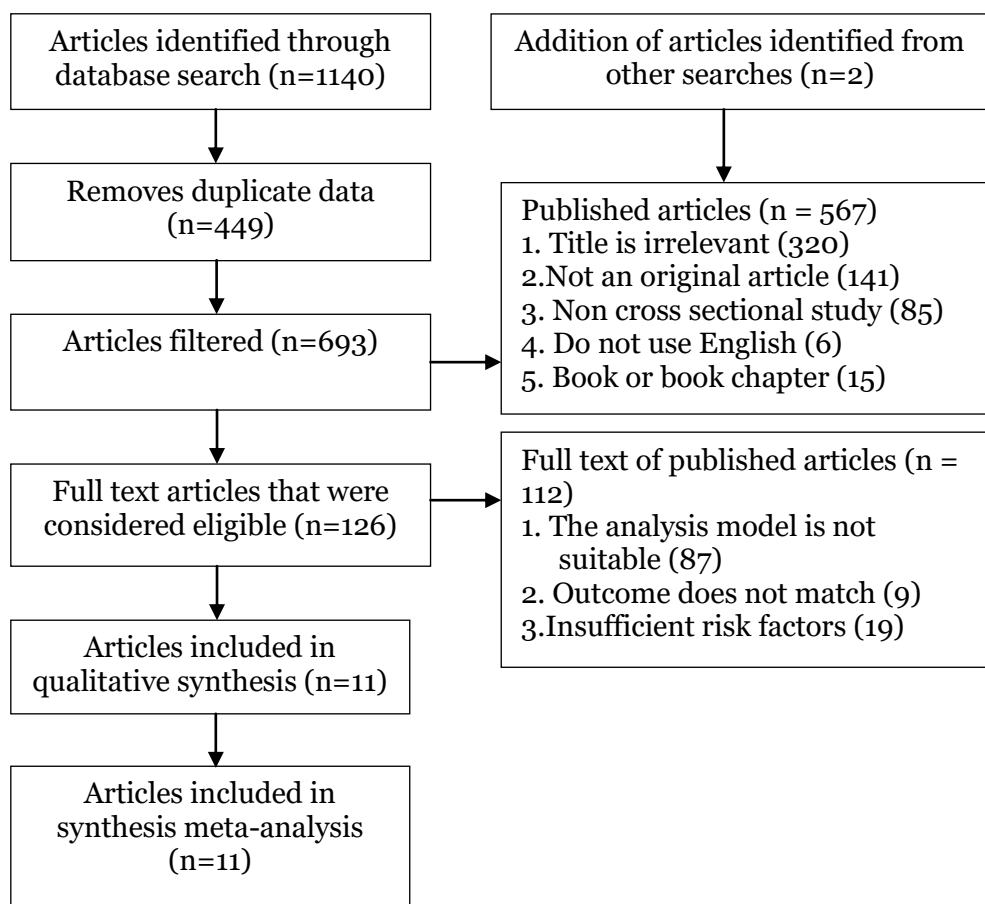 Articles identified through
database search (n=1140)
Addition of articles identified from
other searches (n=2)
Removes duplicate data
(n=449)
Published articles (n = 567)
1. Title is irrelevant (320)
2.Not an original article (141)
3. Non cross sectional study (85)
4. Do not use English (6)
5. Book or book chapter (15)
Articles filtered (n=693)
Full text articles that were
considered eligible (n=126)
Full text of published articles (n =
112)
1. The analysis model is not
suitable (87)
2. Outcome does not match (9)
3.Insufficient risk factors (19)
Articles included in
qualitative synthesis (n=11)
Articles included in
synthesis meta-analysis
(n=11)